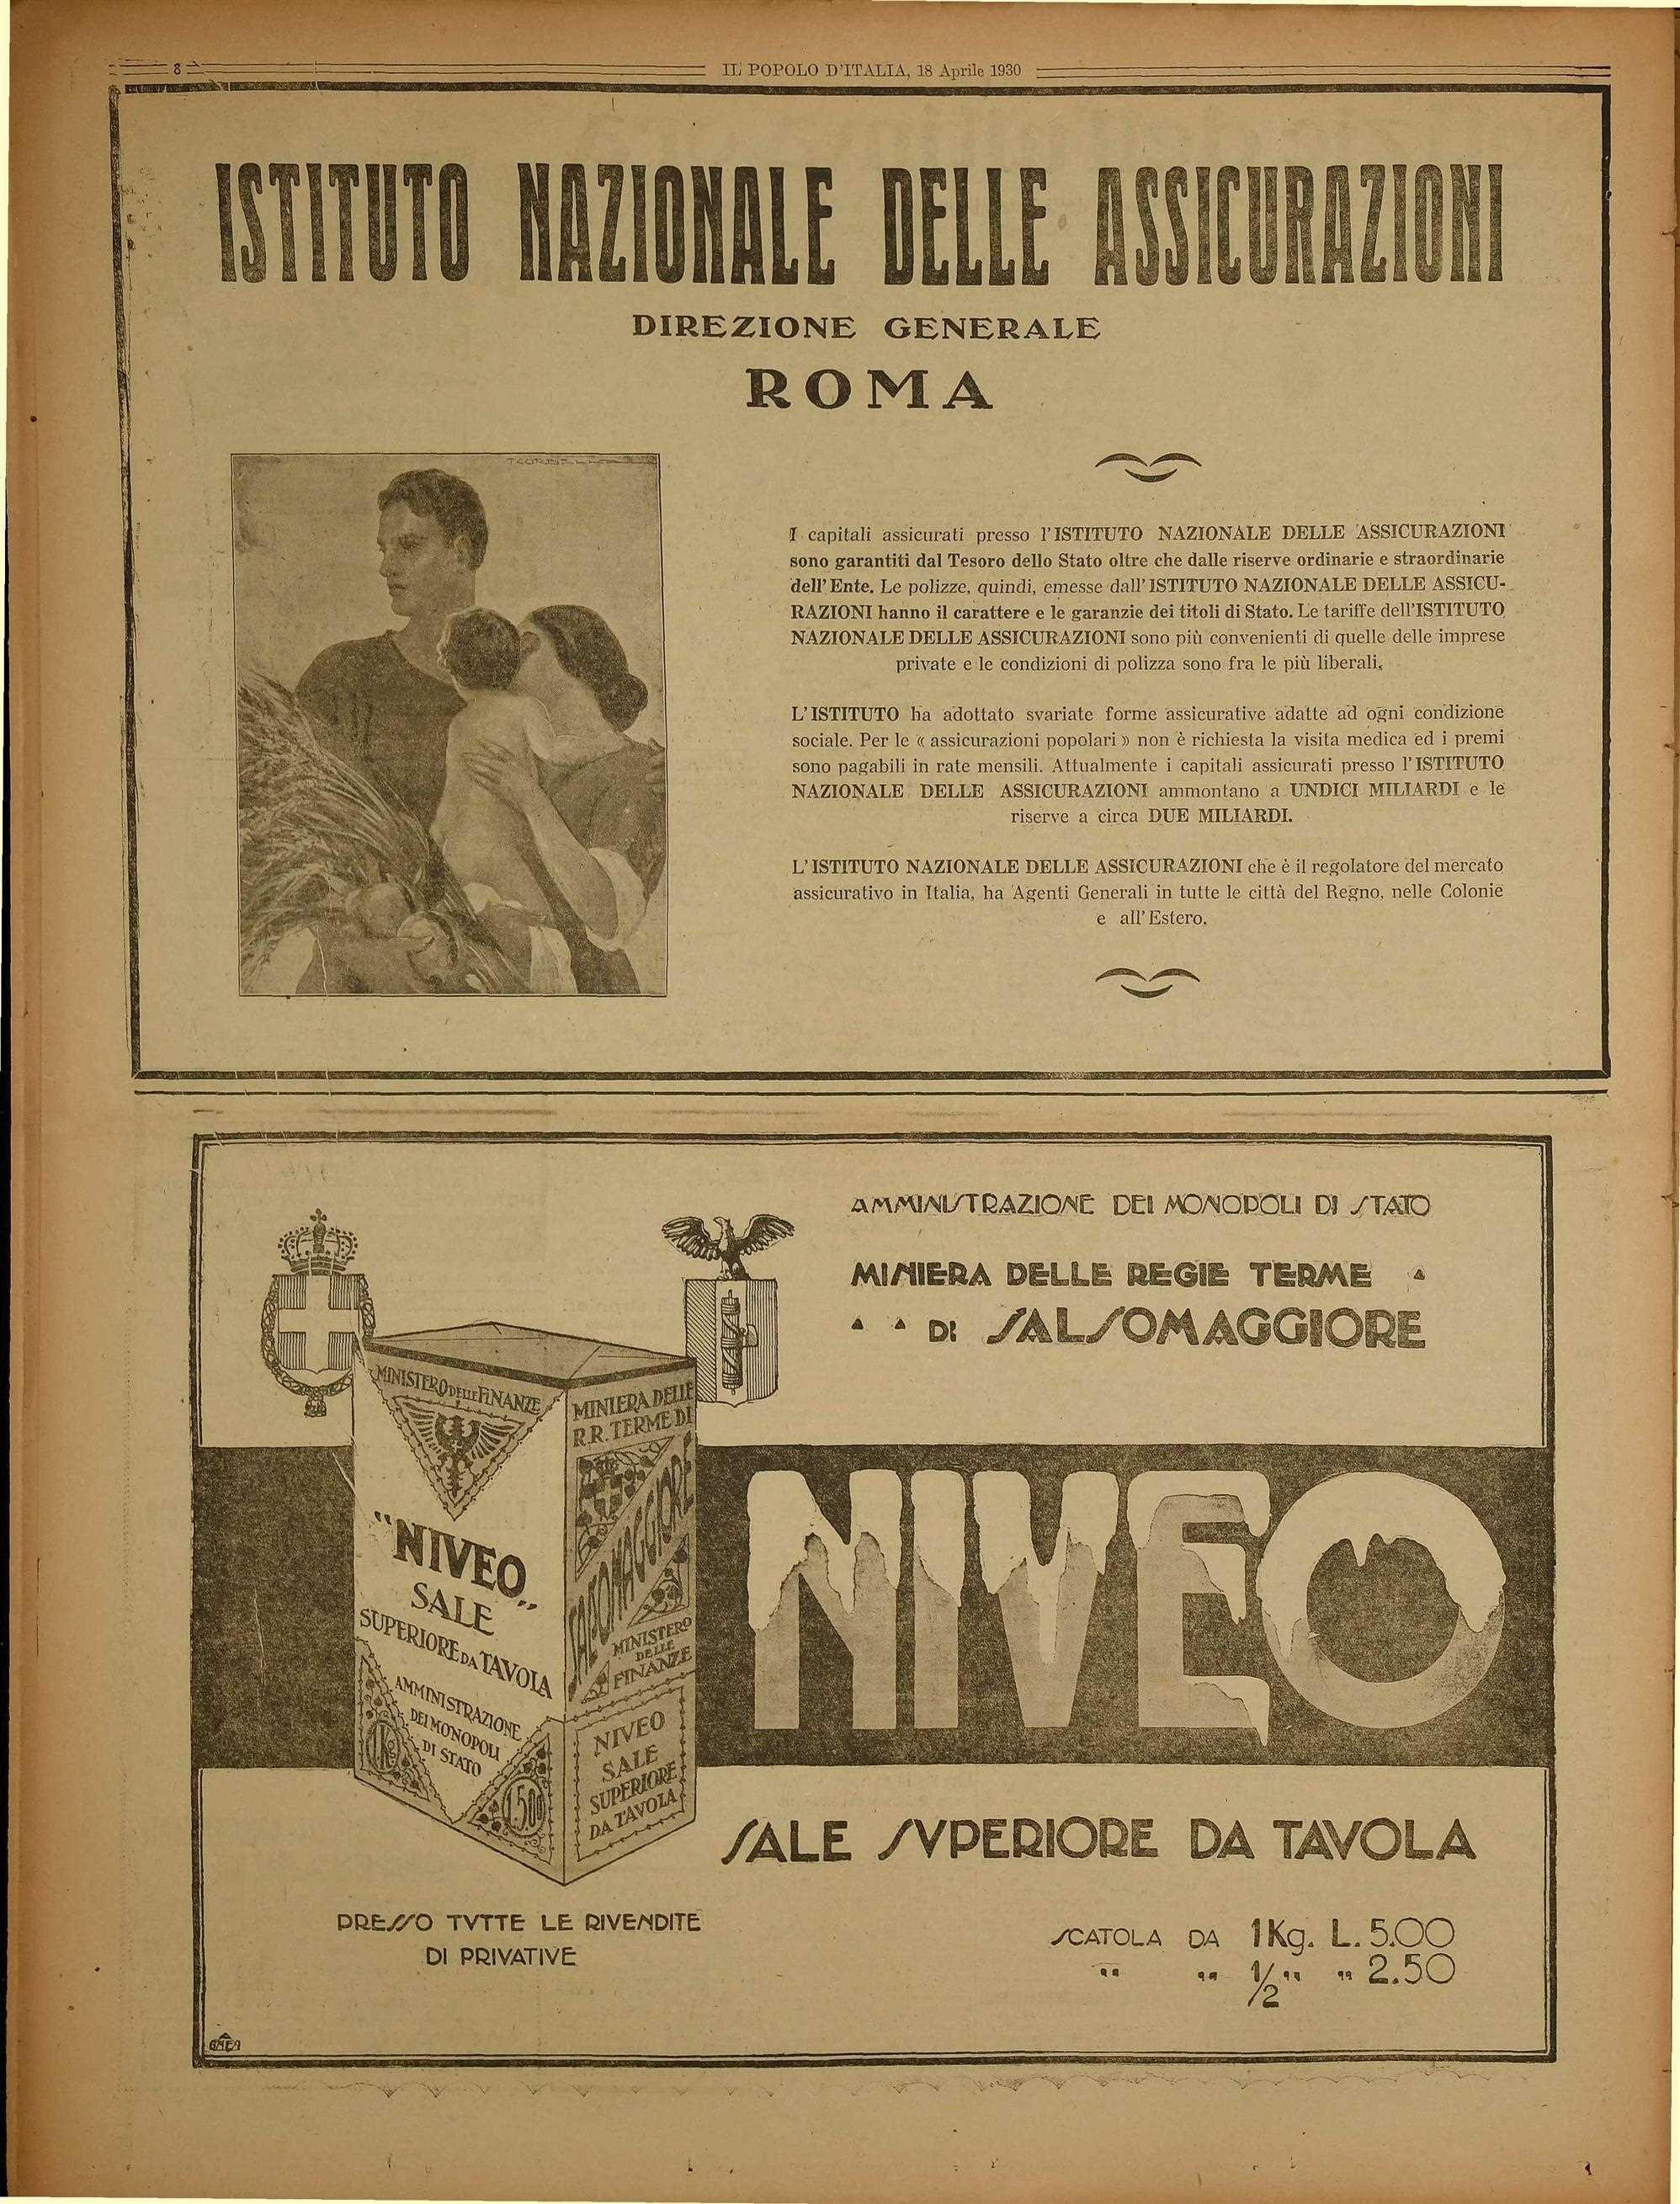 8
IL POPOLO D'ITALIA, 18 Aprile 1930
ISTITUTO NAZIONALE DELLE ASSICURAZIONI
DIREZIONE GENERALE
ROMA
I capitali assicurati presso l'ISTITUTO NAZIONALE DELLE ASSICURAZIONI
sono garantiti dal Tesoro dello Stato oltre che dalle riserve ordinarie e straordinarie
dell'Ente. Le polizze, quindi, emesse dall'ISTITUTO NAZIONALE DELLE ASSICU-
RAZIONI hanno il carattere e le garanzie dei titoli di Stato. Le tariffe dell'ISTITUTO
NAZIONALE DELLE ASSICURAZIONI sono più convenienti di quelle delle imprese
private e le condizioni di polizza sono fra le più liberali.
L'ISTITUTO ha adottato svariate forme assicurative adatte ad ogni condizione
sociale. Per le « assicurazioni popolari » non è richiesta la visita medica ed i premi
sono pagabili in rate mensili. Attualmente i capitali assicurati presso l'ISTITUTO
NAZIONALE DELLE ASSICURAZIONI ammontano a UNDICI MILIARDI e le
riserve a circa DUE MILIARDI.
L'ISTITUTO NAZIONALE DELLE ASSICURAZIONI che è il regolatore del mercato
assicurativo in Italia, ha Agenti Generali in tutte le città del Regno, nelle Colonie
e all'Estero.
AMMINISTRAZIONE DEI MONOPOLI DI STATO
MINIERA DELLE REGIE TERME
DI SALSOMAGGIORE
MINISTERO DELLE FINANZE
"NIVEO"
SALE
SUPERIORE DA TAVOLA
AMMINISTRAZIONE
DEI MONOPOLI
DI STATO
1 Kg
L.5.00
MINIERA DELLE
R.R. TERME DI
SALSOMAGGIORE
MINISTERO
DELLE
FINANZE
NIVEO
SALE
SUPERIORE
DA TAVOLA
NIVEO
SALE SVPERIORE DA TAVOLA
PRESSO TVTTE LE RIVENDITE
DI PRIVATIVE
SCATOLA DA 1Kg. L. 5.00
" " 1/2 " " 2.50